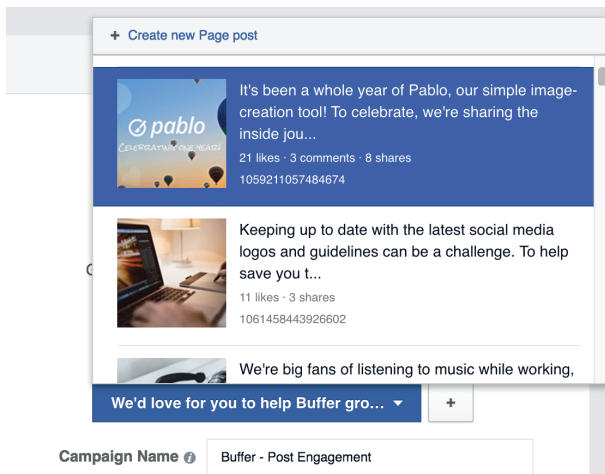 + Create new Page post
It's been a whole year of Pablo, our simple image-
creation tool! To celebrate, we're sharing the
inside jou...
21 likes · 3 comments · 8 shares
1059211057484674
pablo
CELEBRATING ONE YEAR!
Keeping up to date with the latest social media
logos and guidelines can be a challenge. To help
save you t...
11 likes · 3 shares
1061458443926602
We're big fans of listening to music while working,
We'd love for you to help Buffer gro...
+
Campaign Name
Buffer - Post Engagement